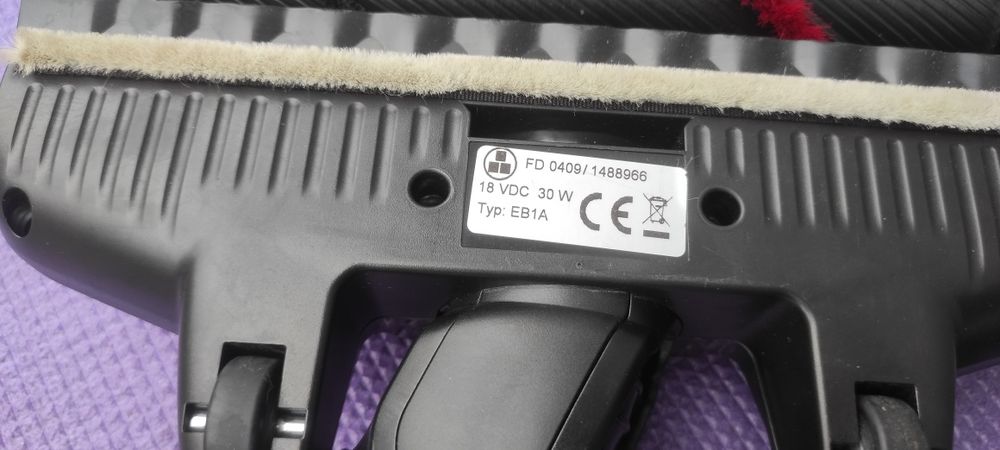 FD 0409/1488966
18 VDC 30 W
Typ: EB1A
CE